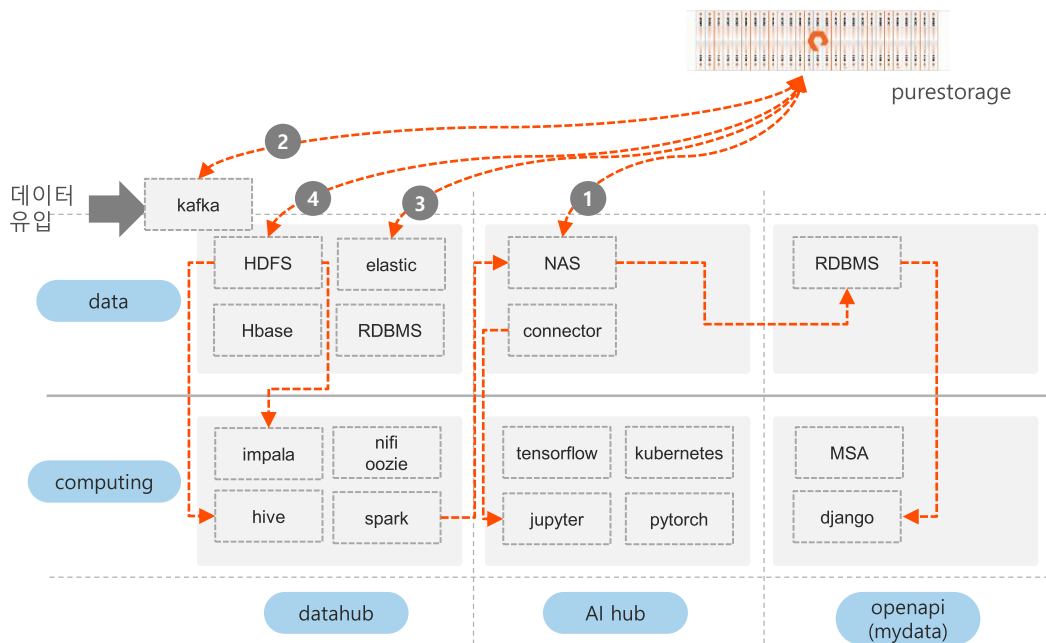 purestorage
2
4
3
1
데이터
유입
kafka
HDFS
elastic
NAS
RDBMS
data
Hbase
RDBMS
connector
impala
nifi
oozie
tensorflow
kubernetes
MSA
computing
hive
spark
jupyter
pytorch
django
datahub
AI hub
openapi
(mydata)